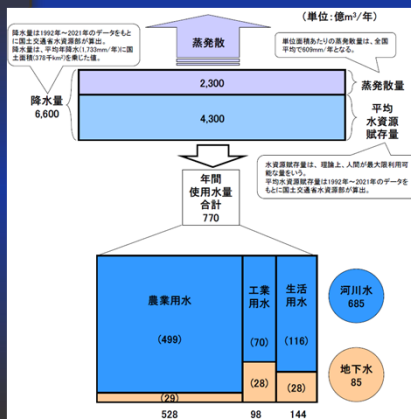 (単位:億m³/年)
降水量は1992年~2021年のデータをもと
に国土交通省水資源部が算出。
降水量は、平均年降水(1,733mm/年)に国
土面積(378千km²)を乗じた値。
蒸発散
単位面積あたりの蒸発散量は、全国
平均で609mm/年となる。
降水量
6,600
2,300
蒸発散量
4,300
平均
水資源
賦存量
年間
使用水量
合計
770
水資源賦存量は、理論上、人間が最大限利用可
能な量をいう。
平均水資源賦存量は1992年~2021年のデータを
もとに国土交通省水資源部が算出。
農業用水
(499)
(29)
528
工業
用水
(70)
(28)
98
生活
用水
(116)
(28)
144
河川水
685
地下水
85